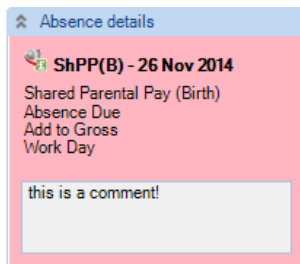 Absence details
ShPP(B) - 26 Nov 2014
Shared Parental Pay (Birth)
Absence Due
Add to Gross
Work Day
this is a comment!